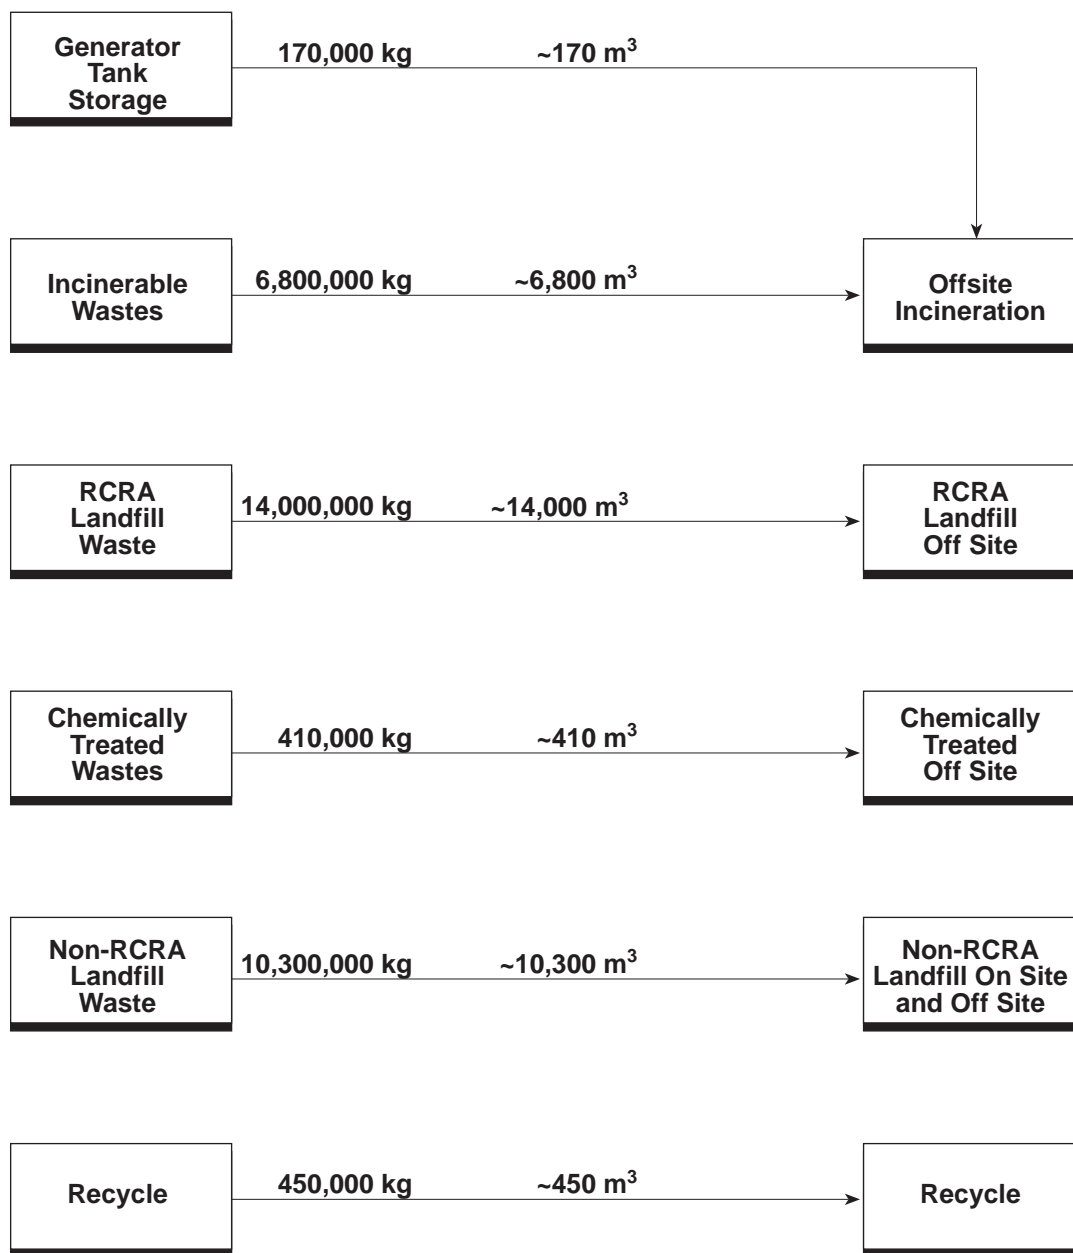 Generator
Tank
Storage
170,000 kg ~170 m³
Incinerable
Wastes
6,800,000 kg ~6,800 m³
Offsite
Incineration
RCRA
Landfill
Waste
14,000,000 kg ~14,000 m³
RCRA
Landfill
Off Site
Chemically
Treated
Wastes
410,000 kg ~410 m³
Chemically
Treated
Off Site
Non-RCRA
Landfill
Waste
10,300,000 kg ~10,300 m³
Non-RCRA
Landfill On Site
and Off Site
Recycle
450,000 kg ~450 m³
Recycle